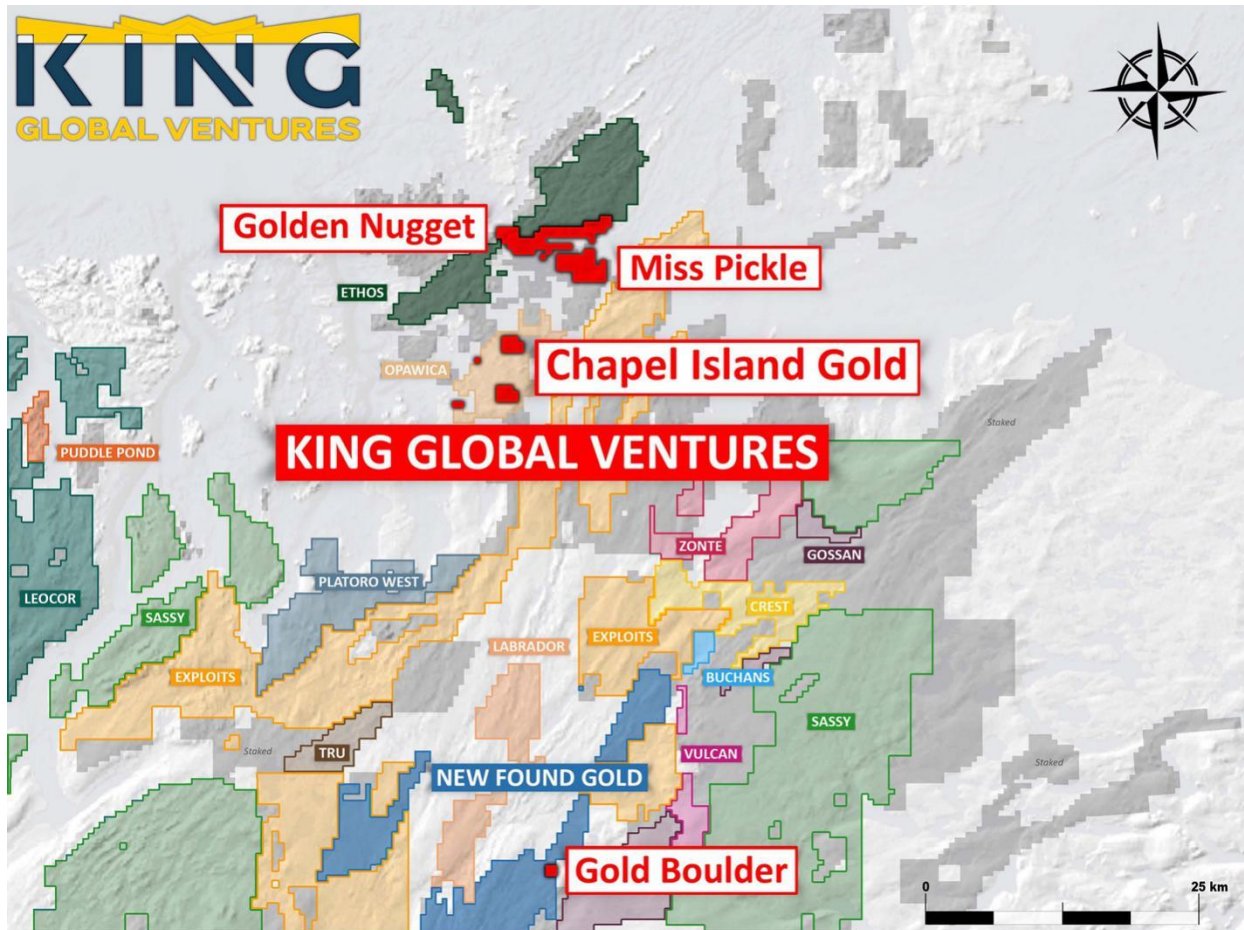 KING
GLOBAL VENTURES
Golden Nugget
Miss Pickle
ETHOS
Chapel Island Gold
OPAWICA
Staked
KING GLOBAL VENTURES
PUDDLE POND
ZONTE
GOSSAN
PLATORO WEST
LEOCOR
SASSY
CREST
EXPLOITS
LABRADOR
EXPLOITS
BUCHANS
SASSY
Staked
TRU
VULCAN
Staked
NEW FOUND GOLD
Gold Boulder
0
25 km